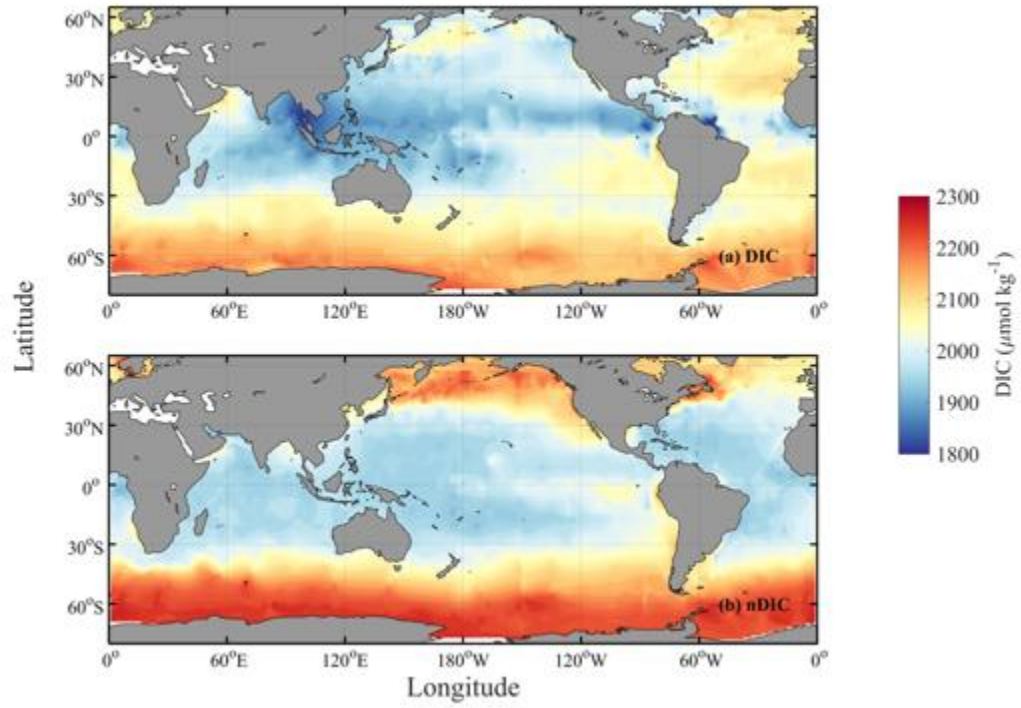 60°N
30°N
0°
30°S
60°S
(a) DIC
0° 60°E 120°E 180°W 120°W 60°W 0°
Latitude
60°N
30°N
0°
30°S
60°S
(b) nDIC
0° 60°E 120°E 180°W 120°W 60°W 0°
Longitude
2300
2200
2100
2000
1900
1800
DIC (μmol kg⁻¹)